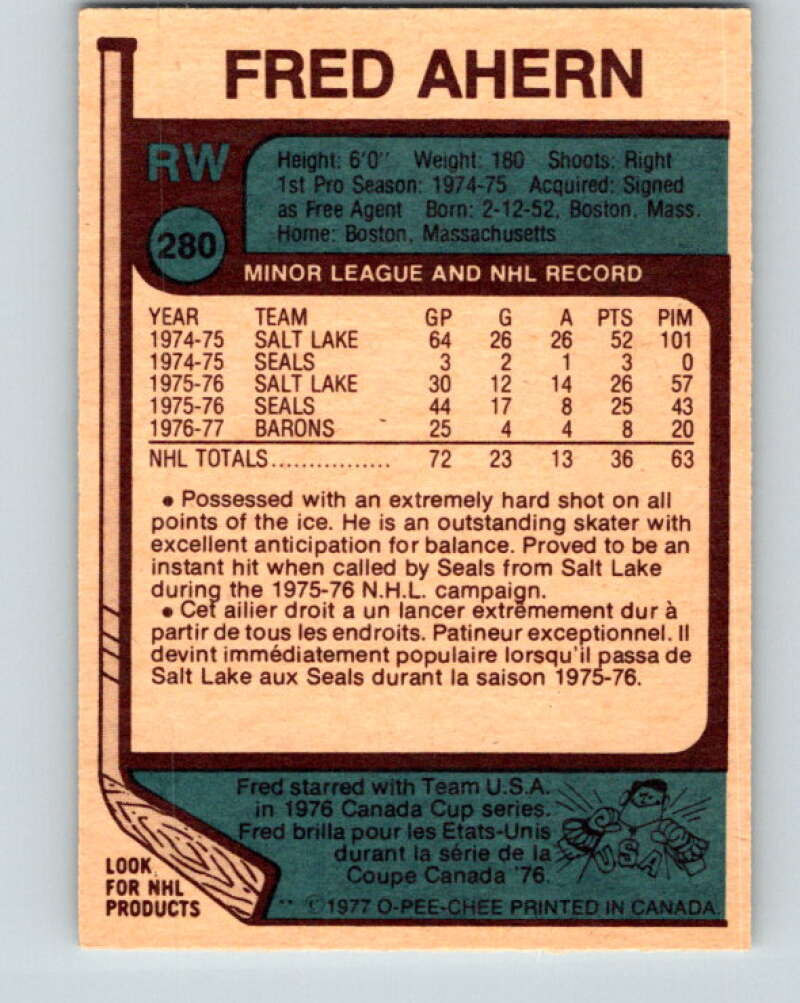 FRED AHERN
RW
Height: 6'0" Weight: 180 Shoots: Right
1st Pro Season: 1974-75 Acquired: Signed
as Free Agent Born: 2-12-52, Boston, Mass.
Home: Boston, Massachusetts
280
MINOR LEAGUE AND NHL RECORD
YEAR TEAM GP G A PTS PIM
1974-75 SALT LAKE 64 26 26 52 101
1974-75 SEALS 3 2 1 3 0
1975-76 SALT LAKE 30 12 14 26 57
1975-76 SEALS 44 17 8 25 43
1976-77 BARONS 25 4 4 8 20
NHL TOTALS................ 72 23 13 36 63
• Possessed with an extremely hard shot on all
points of the ice. He is an outstanding skater with
excellent anticipation for balance. Proved to be an
instant hit when called by Seals from Salt Lake
during the 1975-76 N.H.L. campaign.
• Cet ailier droit a un lancer extrêmement dur à
partir de tous les endroits. Patineur exceptionnel. Il
devint immédiatement populaire lorsqu'il passa de
Salt Lake aux Seals durant la saison 1975-76.
Fred starred with Team U.S.A.
in 1976 Canada Cup series.
Fred brilla pour les Etats-Unis
durant la série de la
Coupe Canada '76.
USA
LOOK
FOR NHL
PRODUCTS
** © 1977 O-PEE-CHEE PRINTED IN CANADA.